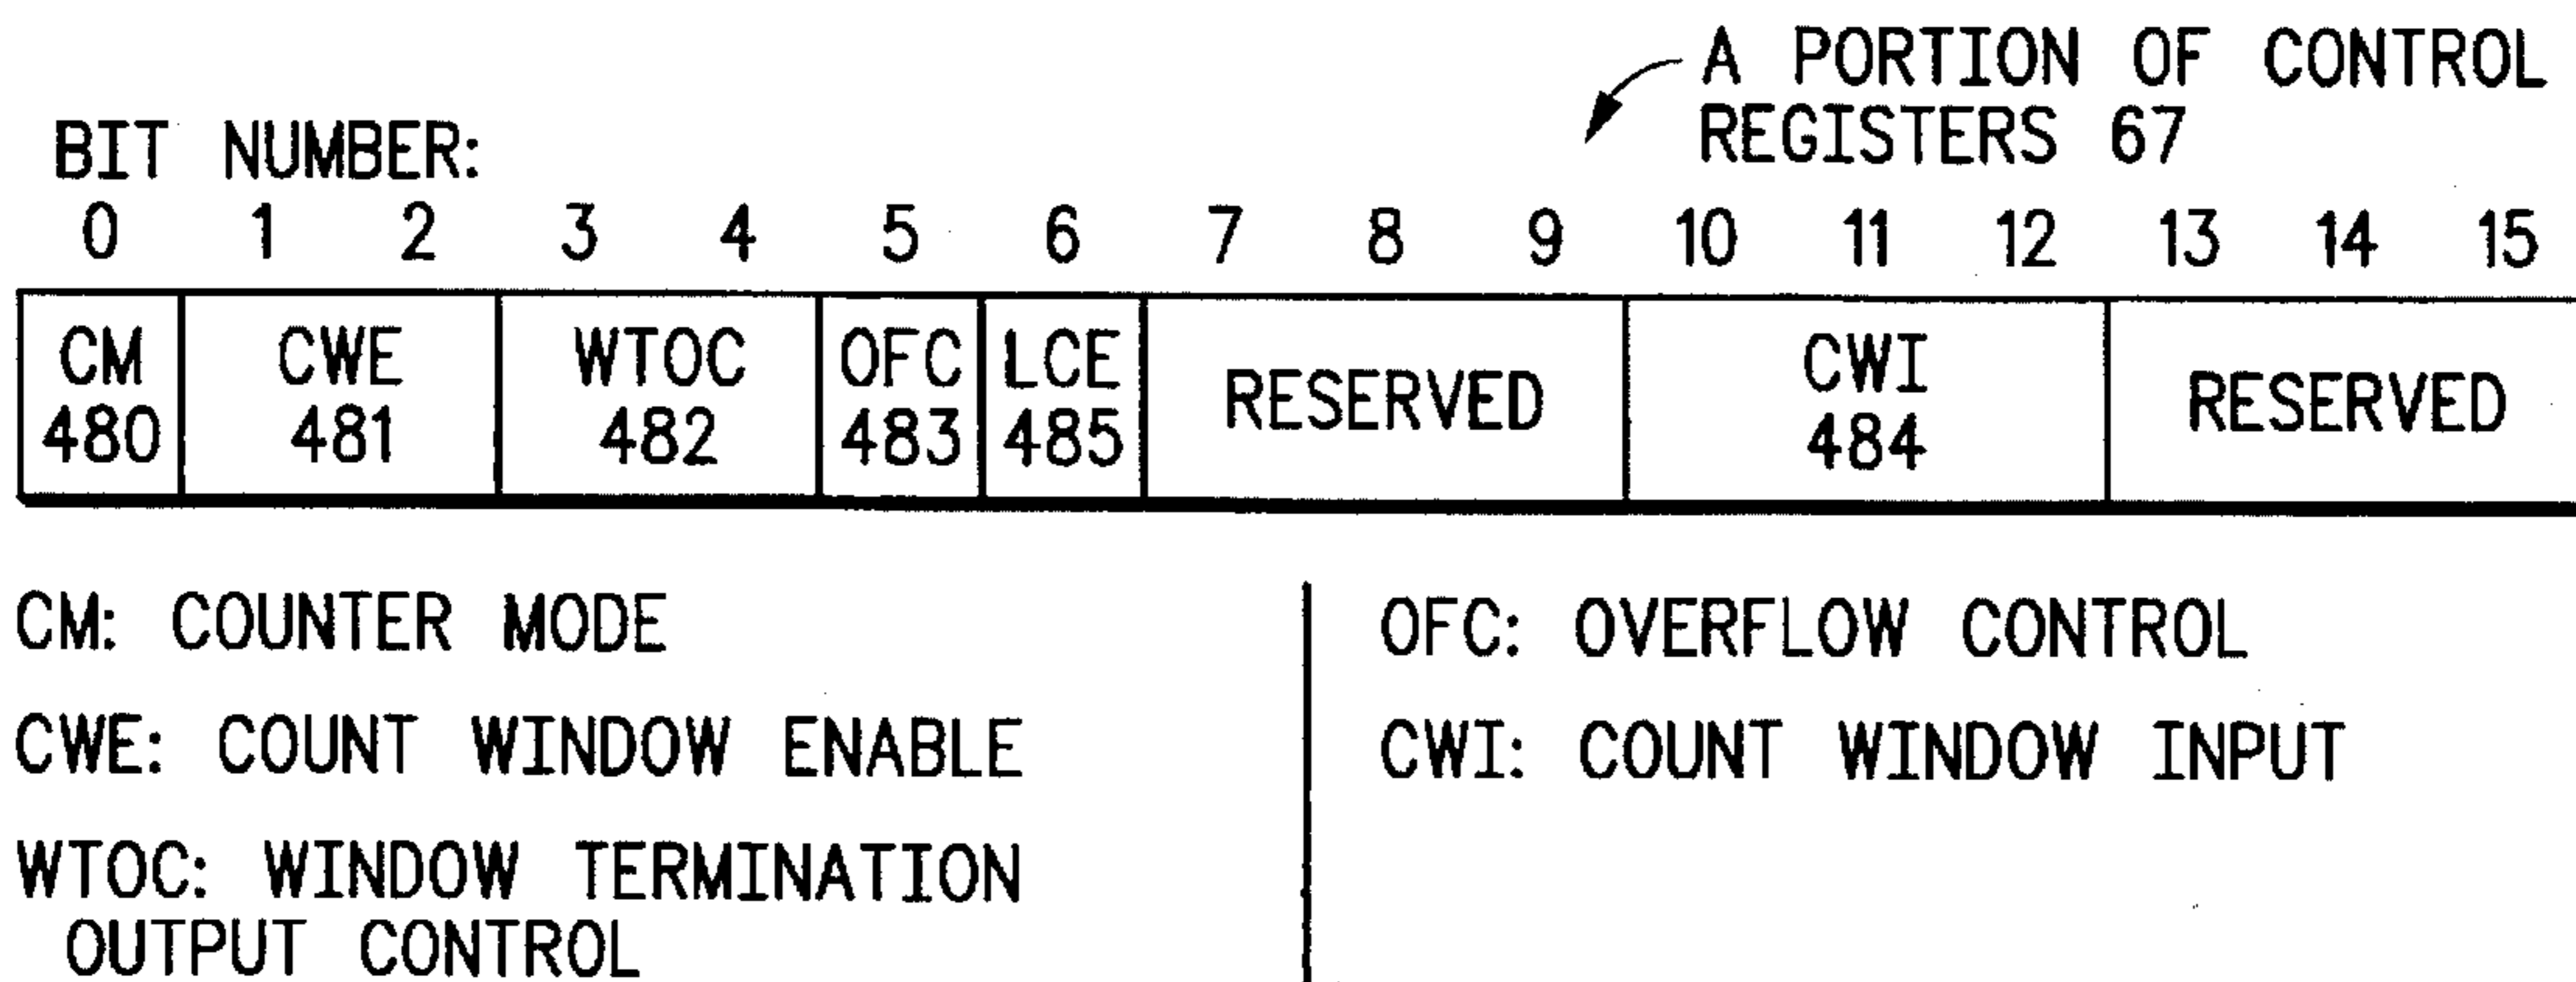 A PORTION OF CONTROL
REGISTERS 67
BIT NUMBER:
0 1 2 3 4 5 6 7 8 9 10 11 12 13 14 15
CM CWE WTOC OFC LCE RESERVED CWI RESERVED
480 481 482 483 485 484
CM: COUNTER MODE
CWE: COUNT WINDOW ENABLE
WTOC: WINDOW TERMINATION
OUTPUT CONTROL
OFC: OVERFLOW CONTROL
CWI: COUNT WINDOW INPUT